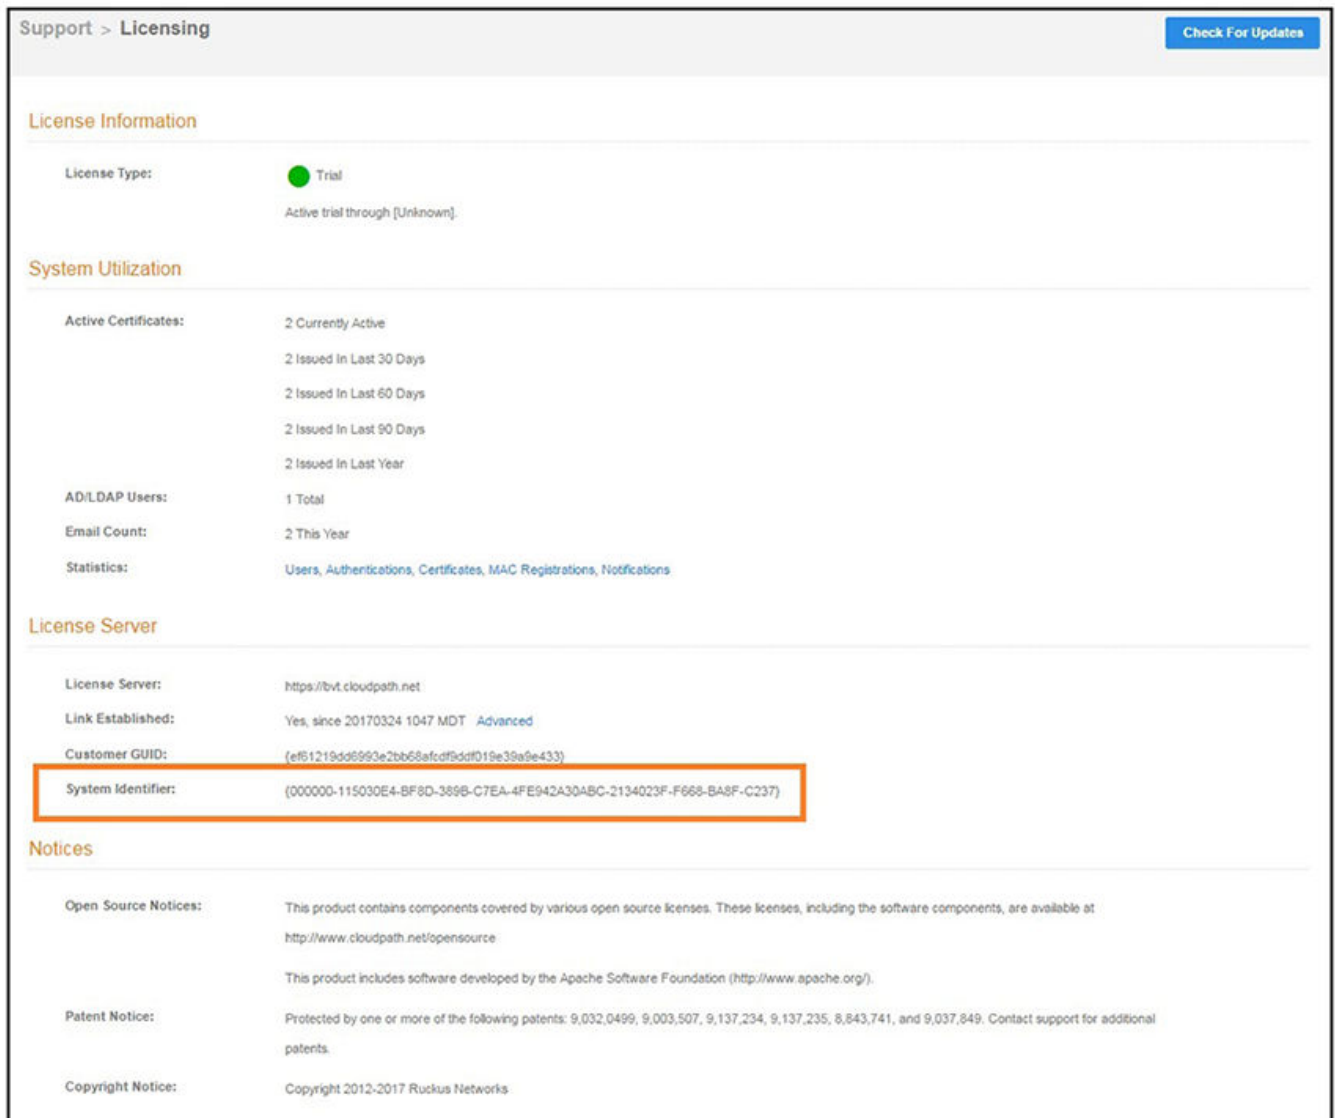 Support > Licensing
Check For Updates
License Information
License Type:
Trial
Active trial through [Unknown].
System Utilization
Active Certificates:
2 Currently Active
2 Issued In Last 30 Days
2 Issued In Last 60 Days
2 Issued In Last 90 Days
2 Issued In Last Year
AD/LDAP Users:
1 Total
Email Count:
2 This Year
Statistics:
Users, Authentications, Certificates, MAC Registrations, Notifications
License Server
License Server:
https://bvt.cloudpath.net
Link Established:
Yes, since 20170324 1047 MDT Advanced
Customer GUID:
{ef61219dd6993e2bb68afcdf9ddf019e39a9e433}
System Identifier:
{000000-115030E4-BF8D-389B-C7EA-4FE942A30ABC-2134023F-F668-BA8F-C237}
Notices
Open Source Notices:
This product contains components covered by various open source licenses. These licenses, including the software components, are available at
http://www.cloudpath.net/opensource
This product includes software developed by the Apache Software Foundation (http://www.apache.org/).
Patent Notice:
Protected by one or more of the following patents: 9,032,0499, 9,003,507, 9,137,234, 9,137,235, 8,843,741, and 9,037,849. Contact support for additional
patents.
Copyright Notice:
Copyright 2012-2017 Ruckus Networks